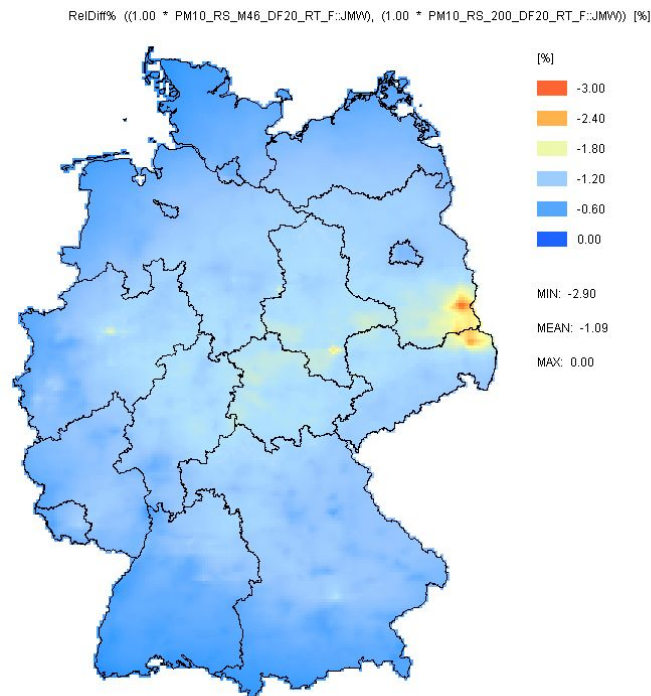 RelDiff% ((1.00 * PM10_RS_M46_DF20_RT_F::JMW), (1.00 * PM10_RS_200_DF20_RT_F::JMW)) [%]
[%]
-3.00
-2.40
-1.80
-1.20
-0.60
0.00
MIN: -2.90
MEAN: -1.09
MAX: 0.00